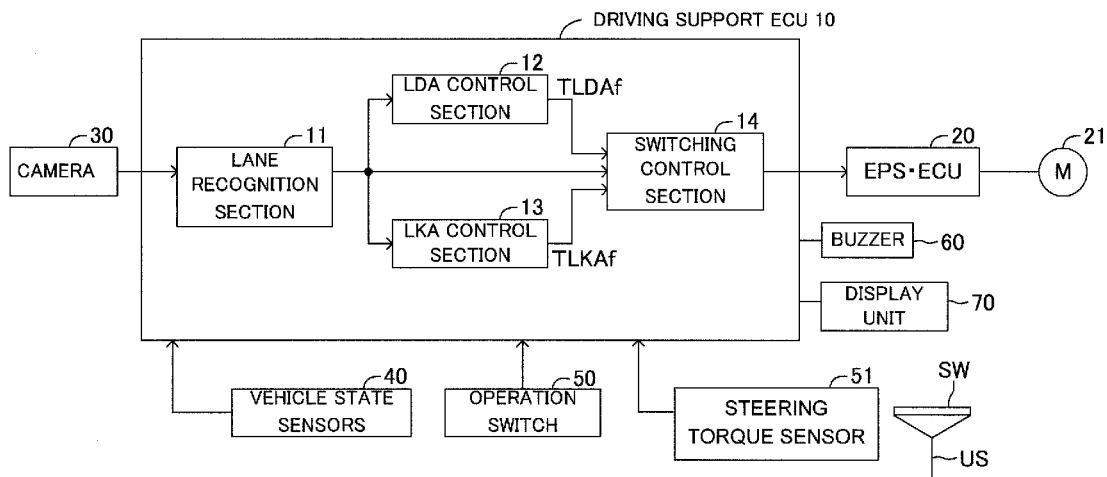 DRIVING SUPPORT ECU 10
12
LDA CONTROL
SECTION
TLDAf
14
SWITCHING
CONTROL
SECTION
30
CAMERA
11
LANE
RECOGNITION
SECTION
20
EPS・ECU
21
M
13
LKA CONTROL
SECTION
TLKAf
BUZZER
60
DISPLAY
UNIT
70
40
VEHICLE STATE
SENSORS
50
OPERATION
SWITCH
51
STEERING
TORQUE SENSOR
SW
US